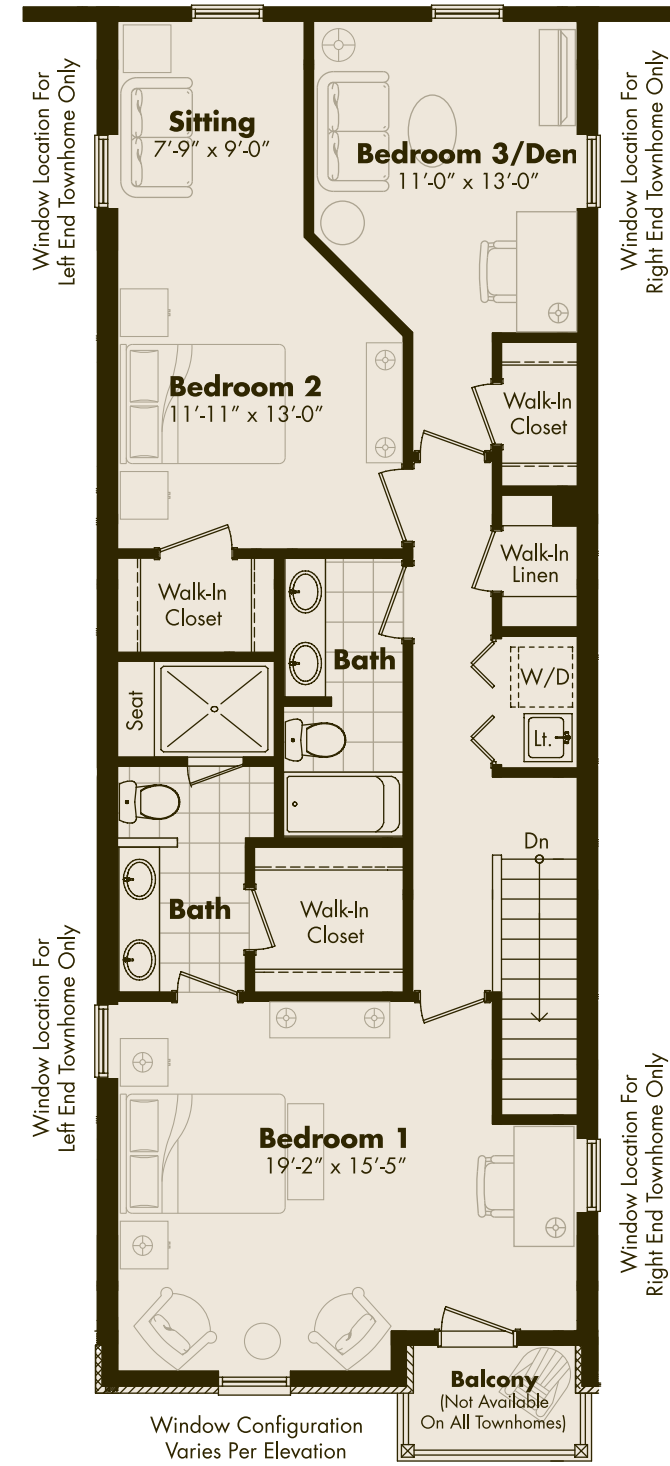 Window Location For
Left End Townhome Only
Sitting
7'-9" x 9'-0"
Bedroom 3/Den
11'-0" x 13'-0"
Window Location For
Right End Townhome Only
Bedroom 2
11'-11" x 13'-0"
Walk-In
Closet
Walk-In
Linen
Walk-In
Closet
Bath
W/D
Seat
Lt.
Dn
Bath
Walk-In
Closet
Window Location For
Left End Townhome Only
Bedroom 1
19'-2" x 15'-5"
Window Location For
Right End Townhome Only
Balcony
(Not Available
On All Townhomes)
Window Configuration
Varies Per Elevation